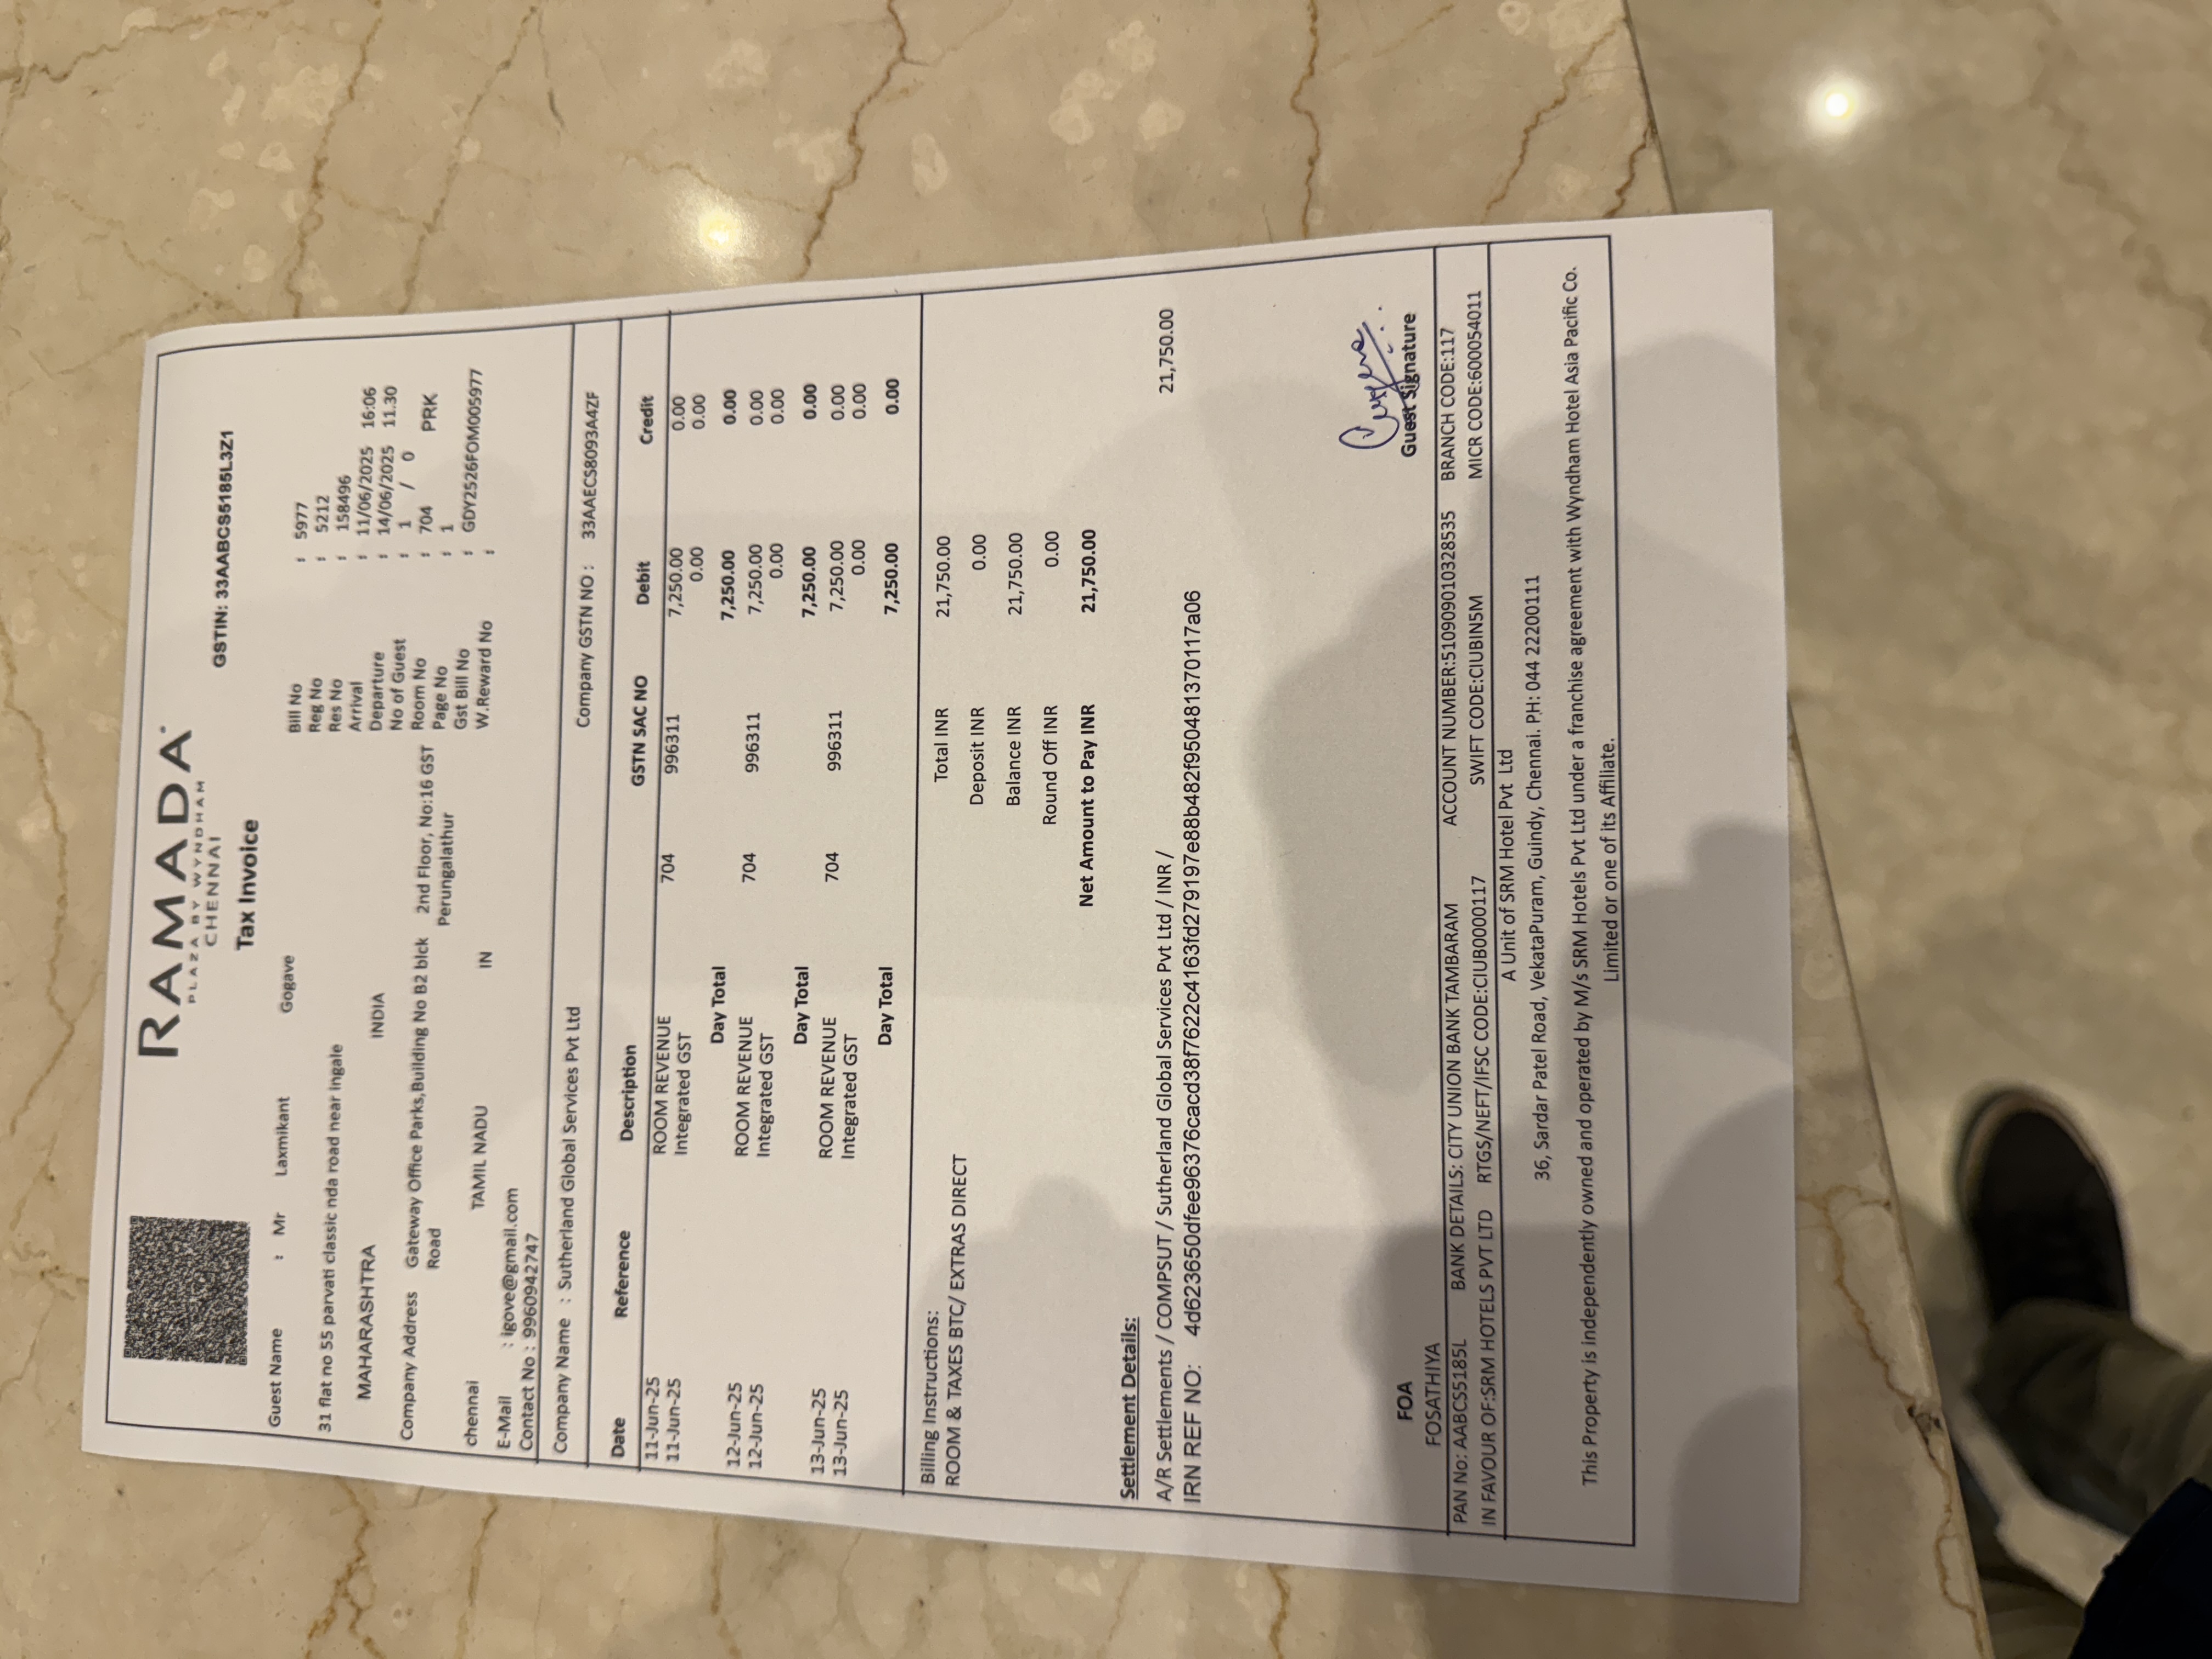 RAMADA
PLAZA BY WYNDHAM
CHENNAI
GSTIN: 33AABCS5185L3Z1
Tax Invoice
Guest Name : Mr Laxmikant Gogave
31 flat no 55 parvati classic nda road near ingale
MAHARASHTRA INDIA
Company Address Gateway Office Parks,Building No B2 blck 2nd Floor, No:16 GST
Road Perungalathur
chennai TAMIL NADU IN
E-Mail : igove@gmail.com
Contact No : 9960942747
Bill No : 5977
Reg No : 5212
Res No : 158496
Arrival : 11/06/2025 16:06
Departure : 14/06/2025 11.30
No of Guest : 1 / 0
Room No : 704 PRK
Page No : 1
Gst Bill No : GDY2526FOM005977
W.Reward No :
Company Name : Sutherland Global Services Pvt Ltd Company GSTN NO : 33AAECS8093A4ZF
Date Reference Description GSTN SAC NO Debit Credit
11-Jun-25 ROOM REVENUE 704 996311 7,250.00 0.00
11-Jun-25 Integrated GST 0.00 0.00
Day Total 7,250.00 0.00
12-Jun-25 ROOM REVENUE 704 996311 7,250.00 0.00
12-Jun-25 Integrated GST 0.00 0.00
Day Total 7,250.00 0.00
13-Jun-25 ROOM REVENUE 704 996311 7,250.00 0.00
13-Jun-25 Integrated GST 0.00 0.00
Day Total 7,250.00 0.00
Billing Instructions:
ROOM & TAXES BTC/ EXTRAS DIRECT
Total INR 21,750.00
Deposit INR 0.00
Balance INR 21,750.00
Round Off INR 0.00
Net Amount to Pay INR 21,750.00
Settlement Details:
A/R Settlements / COMPSUT / Sutherland Global Services Pvt Ltd / INR / 21,750.00
IRN REF NO: 4d623650dfee96376cacd38f7622c4163fd279197e88b482f950481370117a06
FOA
FOSATHIYA
Guest Signature
PAN No: AABCS5185L BANK DETAILS: CITY UNION BANK TAMBARAM ACCOUNT NUMBER:510909010328535 BRANCH CODE:117
IN FAVOUR OF:SRM HOTELS PVT LTD RTGS/NEFT/IFSC CODE:CIUB0000117 SWIFT CODE:CIUBIN5M MICR CODE:600054011
A Unit of SRM Hotel Pvt Ltd
36, Sardar Patel Road, VekataPuram, Guindy, Chennai. PH: 044 22200111
This Property is independently owned and operated by M/s SRM Hotels Pvt Ltd under a franchise agreement with Wyndham Hotel Asia Pacific Co.
Limited or one of its Affiliate.